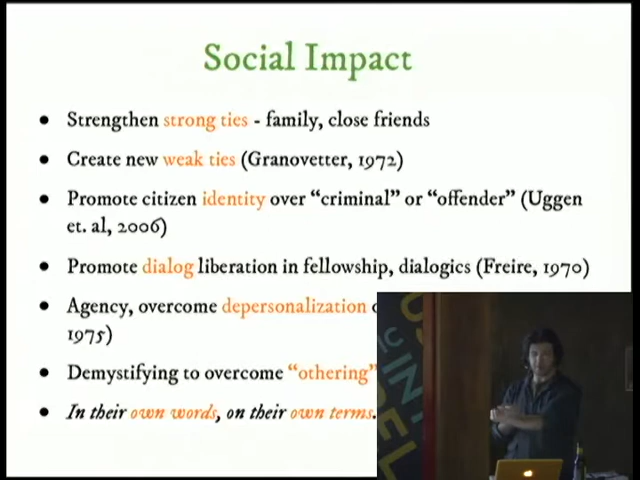 Social Impact
Strengthen strong ties - family, close friends
Create new weak ties (Granovetter, 1972)
Promote citizen identity over “criminal” or “offender” (Uggen
et. al, 2006)
Promote dialog liberation in fellowship, dialogics (Freire, 1970)
Agency, overcome depersonalization
1975)
Demystifying to overcome “othering”
In their own words, on their own terms.